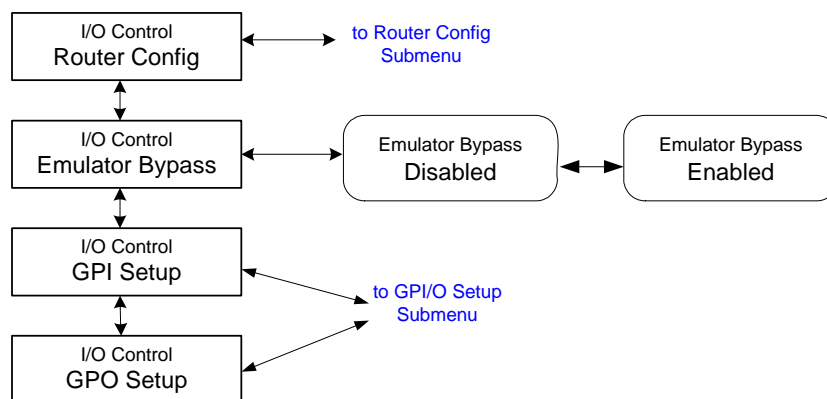 I/O Control
Router Config
to Router Config
Submenu
I/O Control
Emulator Bypass
Emulator Bypass
Disabled
Emulator Bypass
Enabled
I/O Control
GPI Setup
to GPI/O Setup
Submenu
I/O Control
GPO Setup